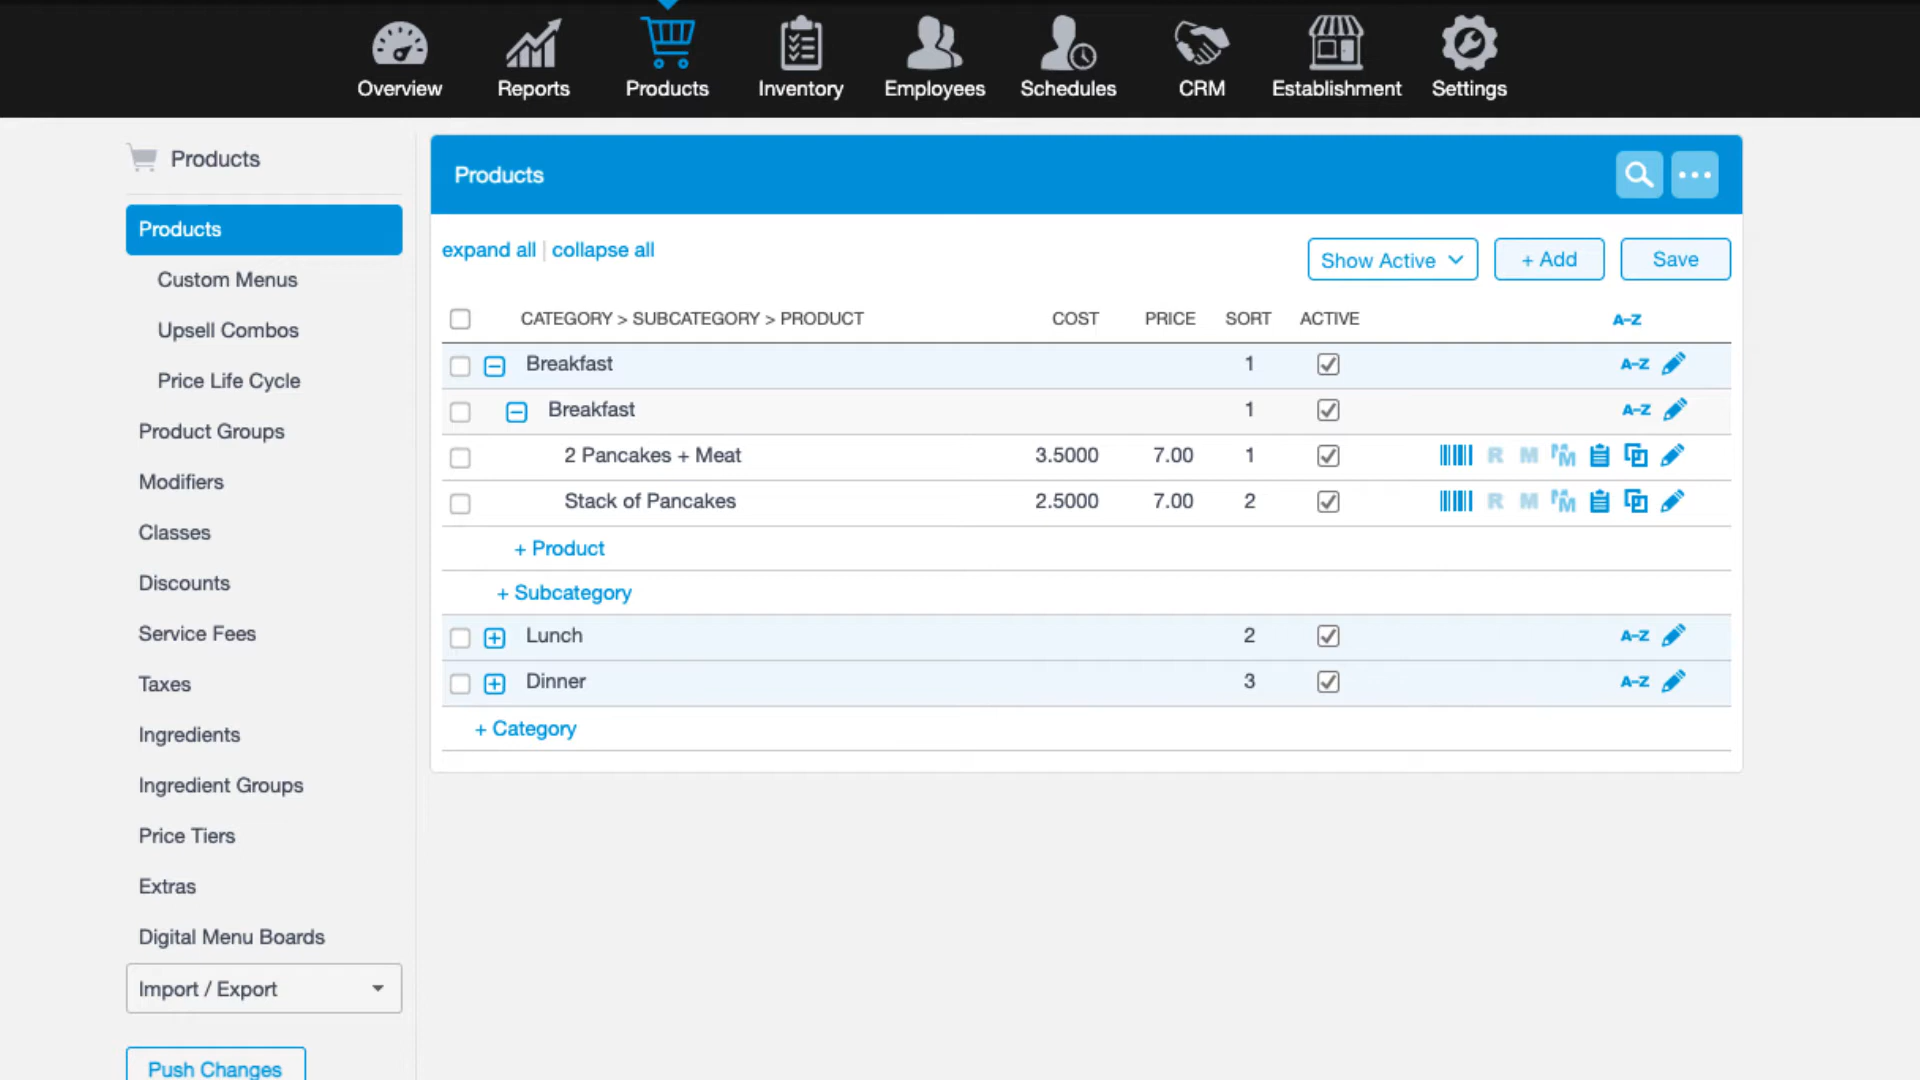 Overview Reports Products Inventory Employees Schedules CRM Establishment Settings
Products
Products
Custom Menus
Upsell Combos
Price Life Cycle
Product Groups
Modifiers
Classes
Discounts
Service Fees
Taxes
Ingredients
Ingredient Groups
Price Tiers
Extras
Digital Menu Boards
Import / Export
Push Changes
Products
expand all | collapse all Show Active + Add Save
CATEGORY > SUBCATEGORY > PRODUCT COST PRICE SORT ACTIVE A-Z
Breakfast 1 A-Z
Breakfast 1 A-Z
2 Pancakes + Meat 3.5000 7.00 1 R M M
Stack of Pancakes 2.5000 7.00 2 R M M
+ Product
+ Subcategory
Lunch 2 A-Z
Dinner 3 A-Z
+ Category